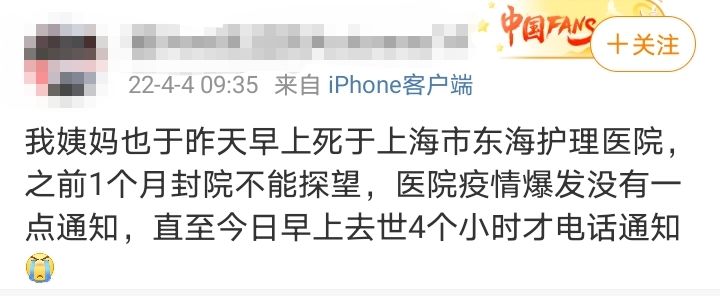 中国FANS
+关注
22-4-4 09:35 来自 iPhone客户端
我姨妈也于昨天早上死于上海市东海护理医院，
之前1个月封院不能探望，医院疫情爆发没有一
点通知，直至今日早上去世4个小时才电话通知